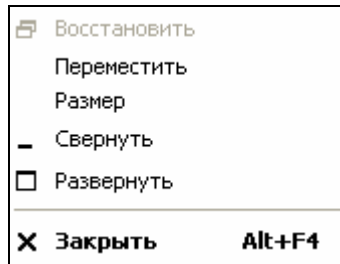 Восстановить
Переместить
Размер
Свернуть
Развернуть
Закрыть Alt+F4